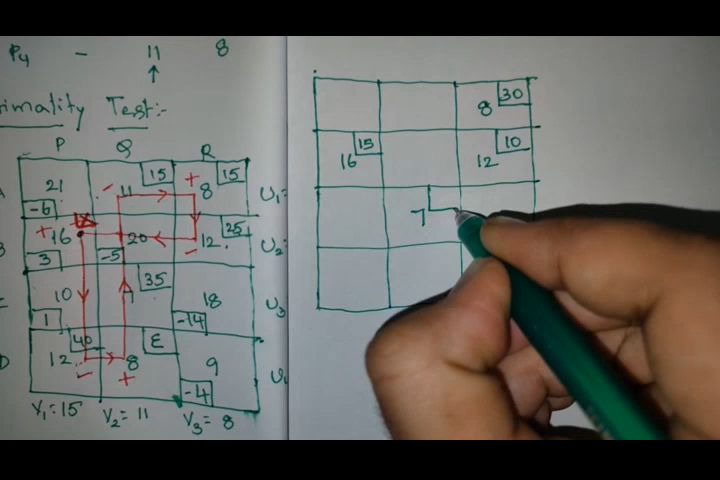 P4 - 11 8
↑
imality Test:-
P Q R
21 11 15 8 15 U1=
-6
+ 16 20 12 25 U2=
3 -5
10 35 18 U3
1 -14
12 40 8 ε 9
+ -4
V1=15 V2=11 V3=8
8 30
16 15 12 10
7